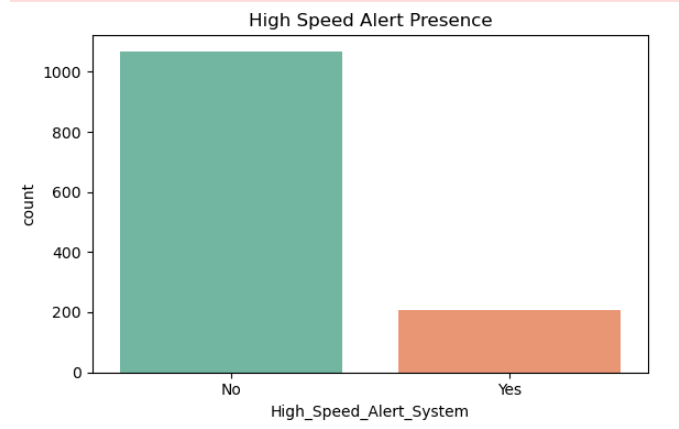 High Speed Alert Presence
1000
800
600
400
200
0
count
No Yes
High_Speed_Alert_System